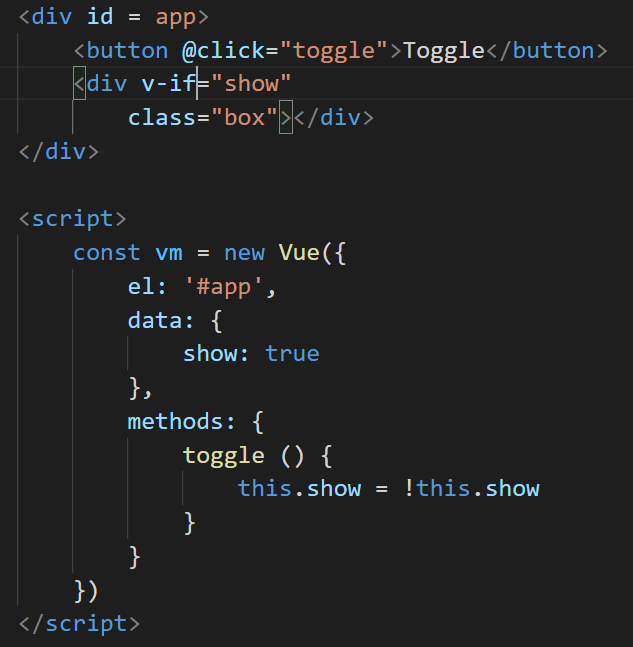 <div id = app>
    <button @click="toggle">Toggle</button>
    <div v-if="show"
        class="box"></div>
</div>

<script>
    const vm = new Vue({
        el: '#app',
        data: {
            show: true
        },
        methods: {
            toggle () {
                this.show = !this.show
            }
        }
    })
</script>